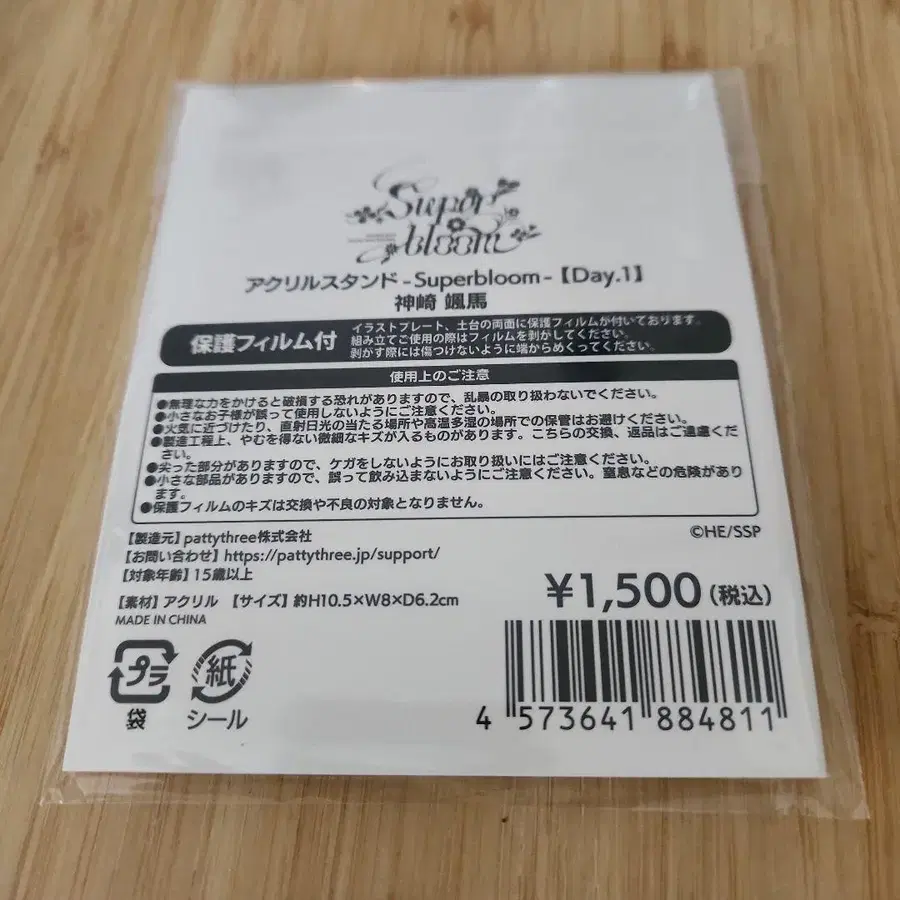 Super
bloom
アクリルスタンド-Superbloom-【Day.1】
神崎 颯馬
保護フィルム付
イラストプレート、土台の両面に保護フィルムが付いております。
組み立てご使用の際はフィルムを剥がしてください。
剥がす際には傷つけないように端からめくってください。
使用上のご注意
●無理な力をかけると破損する恐れがありますので、乱暴の取り扱わないでください。
●小さなお子様が誤って使用しないようにご注意ください。
●火気に近づけたり、直射日光の当たる場所や高温多湿の場所での保管はお避けください。
●製造工程上、やむを得ない微細なキズが入るものがあります。こちらの交換、返品はご遠慮くだ
さい。
●尖った部分がありますので、ケガをしないようにお取り扱いにはご注意ください。
●小さな部品がありますので、誤って飲み込まないようにご注意ください。窒息などの危険があり
ます。
●保護フィルムのキズは交換や不良の対象となりません。
【製造元】pattythree株式会社
©HE/SSP
【お問い合わせ】https://pattythree.jp/support/
【対象年齢】15歳以上
¥1,500(税込)
【素材】アクリル 【サイズ】約H10.5×W8×D6.2cm
MADE IN CHINA
プラ
袋
紙
シール
4 573641 884811